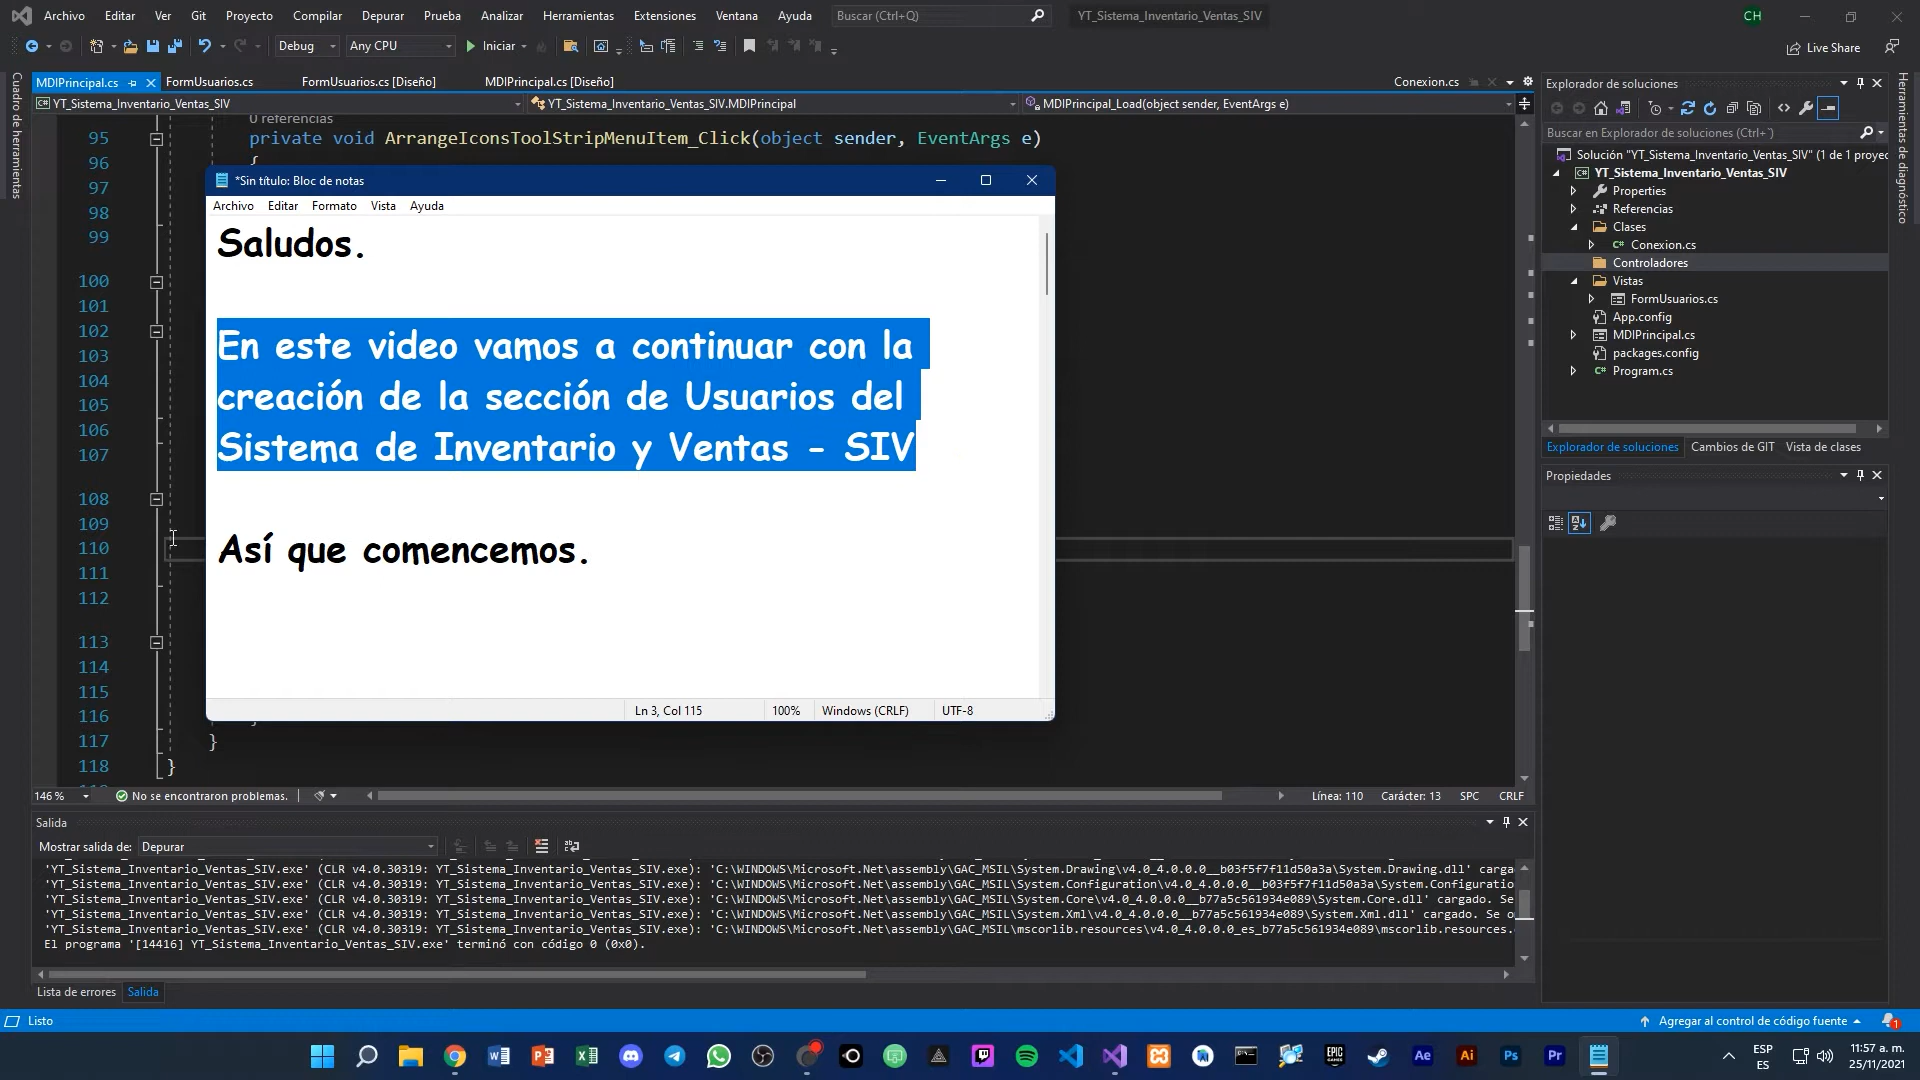 Archivo Editar Ver Git Proyecto Compilar Depurar Prueba Analizar Herramientas Extensiones Ventana Ayuda Buscar (Ctrl+Q) YT_Sistema_Inventario_Ventas_SIV CH
Debug Any CPU Iniciar Live Share
MDIPrincipal.cs FormUsuarios.cs FormUsuarios.cs [Diseño] MDIPrincipal.cs [Diseño] Conexion.cs
YT_Sistema_Inventario_Ventas_SIV YT_Sistema_Inventario_Ventas_SIV.MDIPrincipal MDIPrincipal_Load(object sender, EventArgs e)
Cuadro de herramientas
0 referencias
95 private void ArrangeIconsToolStripMenuItem_Click(object sender, EventArgs e)
96 {
97
98
99
100
101
102
103
104
105
106
107
108
109
110
111
112
113
114
115
116 }
117 }
118 }
*Sin título: Bloc de notas
Archivo Editar Formato Vista Ayuda
Saludos.
En este video vamos a continuar con la
creación de la sección de Usuarios del
Sistema de Inventario y Ventas - SIV
Así que comencemos.
Ln 3, Col 115 100% Windows (CRLF) UTF-8
146 % No se encontraron problemas. Línea: 110 Carácter: 13 SPC CRLF
Salida
Mostrar salida de: Depurar
'YT_Sistema_Inventario_Ventas_SIV.exe' (CLR v4.0.30319: YT_Sistema_Inventario_Ventas_SIV.exe): 'C:\WINDOWS\Microsoft.Net\assembly\GAC_MSIL\System.Drawing\v4.0_4.0.0.0__b03f5f7f11d50a3a\System.Drawing.dll' carga
'YT_Sistema_Inventario_Ventas_SIV.exe' (CLR v4.0.30319: YT_Sistema_Inventario_Ventas_SIV.exe): 'C:\WINDOWS\Microsoft.Net\assembly\GAC_MSIL\System.Configuration\v4.0_4.0.0.0__b03f5f7f11d50a3a\System.Configuratio
'YT_Sistema_Inventario_Ventas_SIV.exe' (CLR v4.0.30319: YT_Sistema_Inventario_Ventas_SIV.exe): 'C:\WINDOWS\Microsoft.Net\assembly\GAC_MSIL\System.Core\v4.0_4.0.0.0__b77a5c561934e089\System.Core.dll' cargado. Se
'YT_Sistema_Inventario_Ventas_SIV.exe' (CLR v4.0.30319: YT_Sistema_Inventario_Ventas_SIV.exe): 'C:\WINDOWS\Microsoft.Net\assembly\GAC_MSIL\System.Xml\v4.0_4.0.0.0__b77a5c561934e089\System.Xml.dll' cargado. Se o
'YT_Sistema_Inventario_Ventas_SIV.exe' (CLR v4.0.30319: YT_Sistema_Inventario_Ventas_SIV.exe): 'C:\WINDOWS\Microsoft.Net\assembly\GAC_MSIL\mscorlib.resources\v4.0_4.0.0.0_es_b77a5c561934e089\mscorlib.resources.
El programa '[14416] YT_Sistema_Inventario_Ventas_SIV.exe' terminó con código 0 (0x0).
Lista de errores Salida
Explorador de soluciones
Buscar en Explorador de soluciones (Ctrl+')
Solución "YT_Sistema_Inventario_Ventas_SIV" (1 de 1 proyec
YT_Sistema_Inventario_Ventas_SIV
Properties
Referencias
Clases
Conexion.cs
Controladores
Vistas
FormUsuarios.cs
App.config
MDIPrincipal.cs
packages.config
Program.cs
Explorador de soluciones Cambios de GIT Vista de clases
Propiedades
Herramientas de diagnóstico
Listo Agregar al control de código fuente 1
ESP
ES
11:57 a. m.
25/11/2021
EPIC
GAMES
Ae Ai Ps Pr